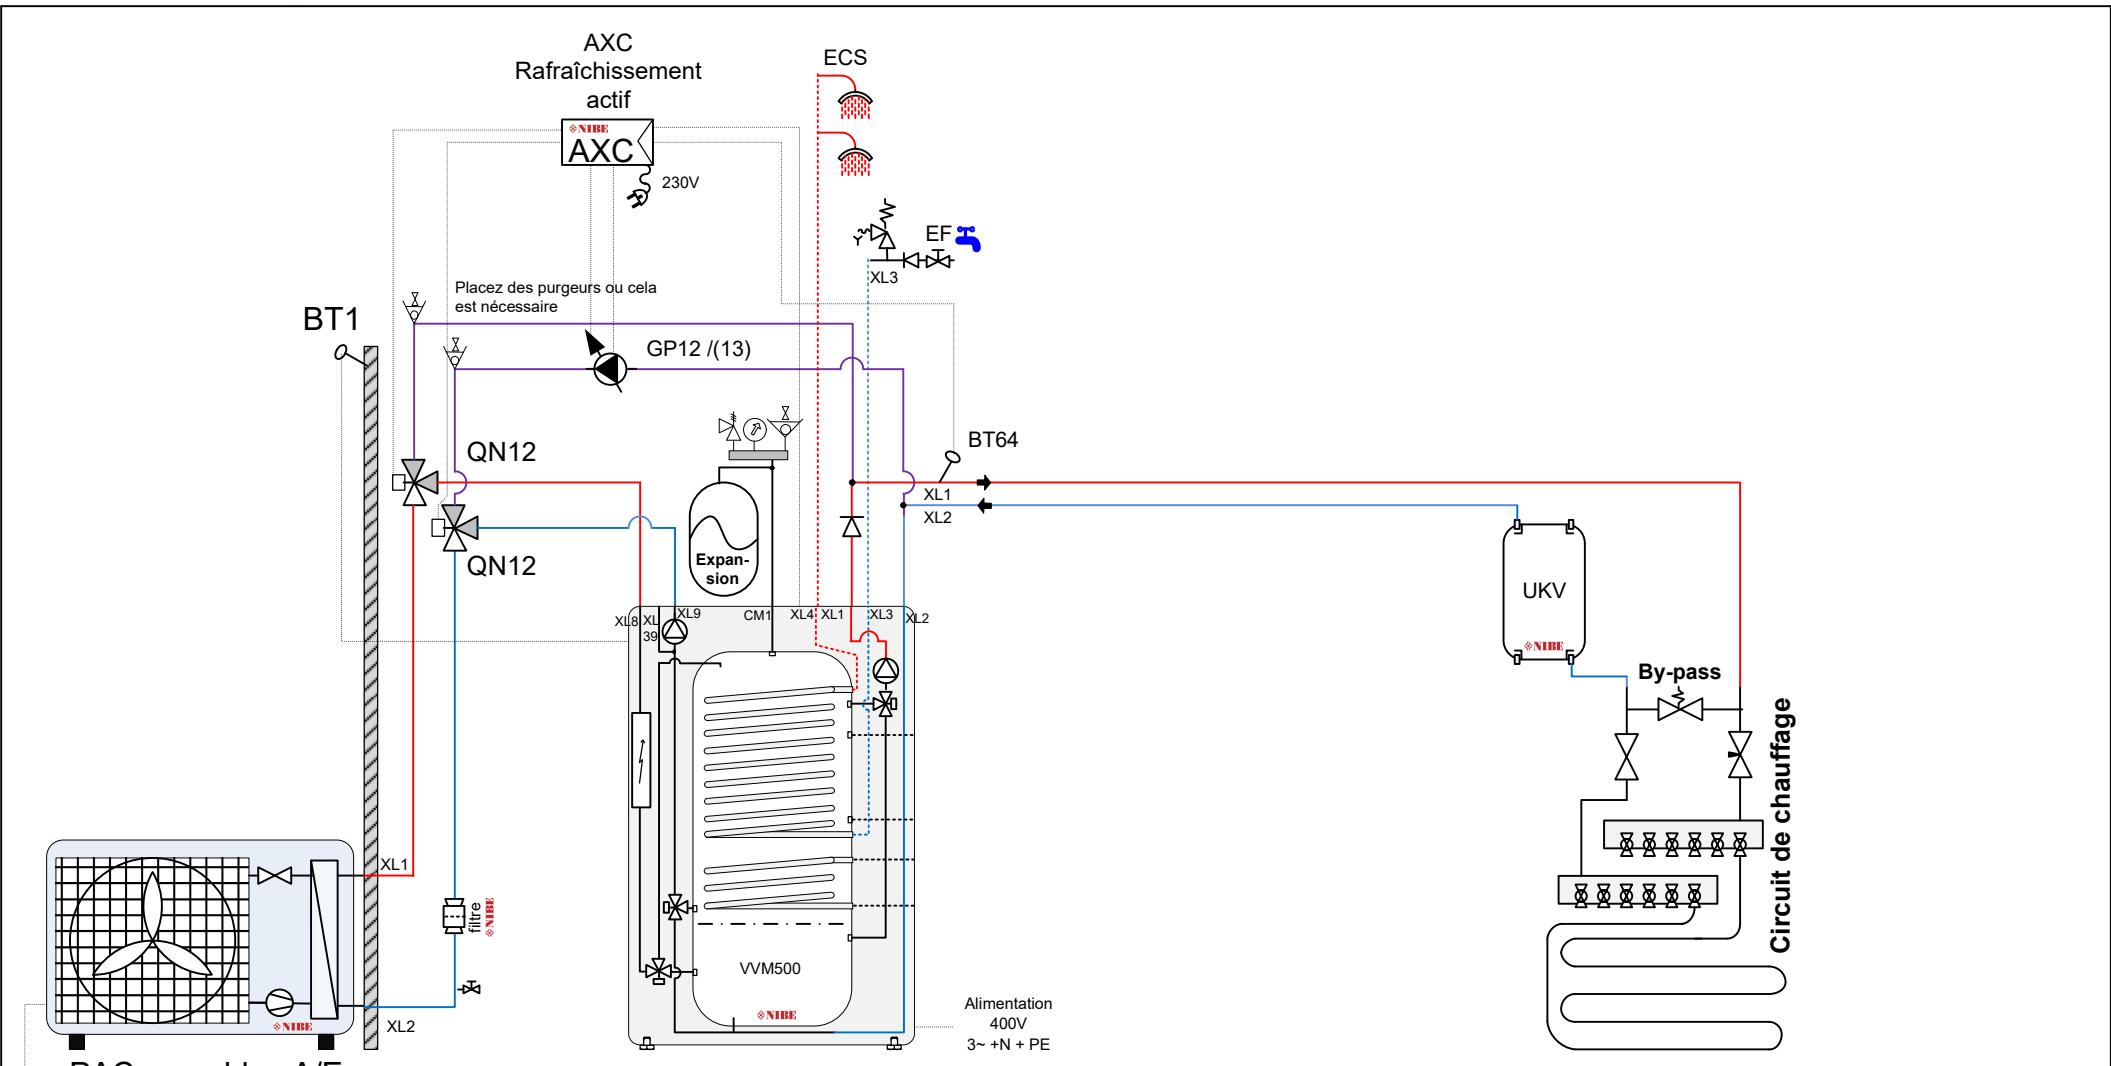 AXC
Rafraîchissement
actif
NIBE
AXC
230V
ECS
EF
XL3
Placez des purgeurs ou cela
est nécessaire
BT1
GP12 /(13)
QN12
QN12
BT64
XL1
XL2
Expan-
sion
UKV
NIBE
By-pass
Circuit de chauffage
XL8
XL
39
XL9
CM1
XL4
XL1
XL3
XL2
VVM500
NIBE
XL1
filtre
NIBE
NIBE
XL2
Alimentation
400V
3~ +N + PE